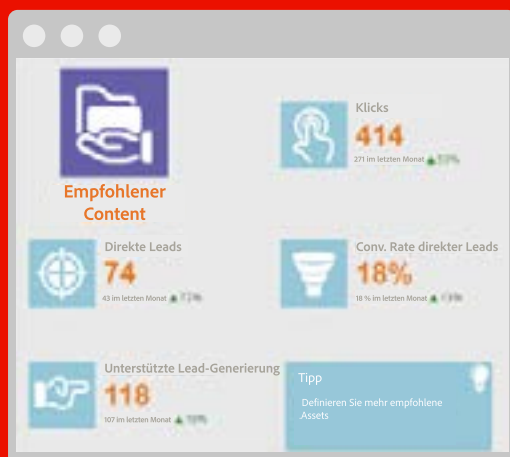 Empfohlener
Content
Klicks
414
271 im letzten Monat
Direkte Leads
74
43 im letzten Monat
Conv. Rate direkter Leads
18%
18 % im letzten Monat
Unterstützte Lead-Generierung
118
107 im letzten Monat
Tipp
Definieren Sie mehr empfohlene
Assets